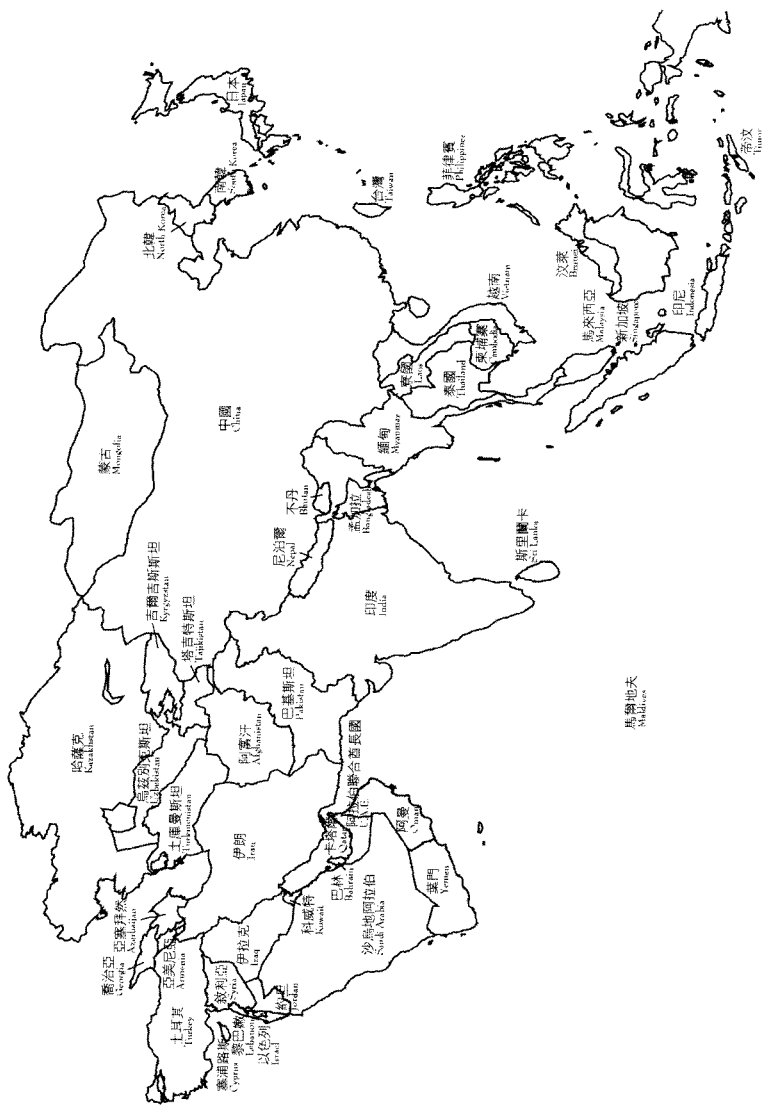 日本
Japan
南韓
South Korea
北韓
North Korea
台灣
Taiwan
菲律賓
Philippines
帝汶
Timor
汶萊
Brunei
越南
Vietnam
馬來西亞
Malaysia
新加坡
Singapore
印尼
Indonesia
柬埔寨
Cambodia
寮國
Laos
泰國
Thailand
緬甸
Myanmar
中國
China
蒙古
Mongolia
不丹
Bhutan
孟加拉
Bangladesh
尼泊爾
Nepal
斯里蘭卡
Sri Lanka
印度
India
吉爾吉斯斯坦
Kyrgyzstan
塔吉特斯坦
Tajikistan
巴基斯坦
Pakistan
馬爾地夫
Maldives
哈薩克
Kazakhstan
烏茲別克斯坦
Uzbekistan
阿富汗
Afghanistan
土庫曼斯坦
Turkmenistan
伊朗
Iran
阿拉伯聯合酋長國
U.A.E.
卡塔爾
Qatar
阿曼
Oman
巴林
Bahrain
葉門
Yemen
科威特
Kuwait
沙烏地阿拉伯
Saudi Arabia
亞塞拜然
Azerbaijan
喬治亞
Georgia
亞美尼亞
Armenia
伊拉克
Iraq
敘利亞
Syria
約旦
Jordan
土耳其
Turkey
塞浦路斯
Cyprus
黎巴嫩
Lebanon
以色列
Israel